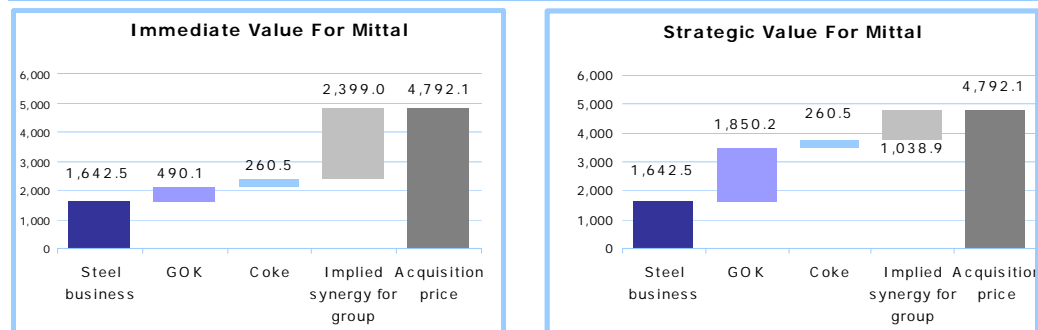 Immediate Value For Mittal
6,000
5,000
4,000
3,000
2,000
1,000
0
1,642.5
490.1
260.5
2,399.0
4,792.1
Steel business
GOK
Coke
Implied synergy for group
Acquisition price
Strategic Value For Mittal
6,000
5,000
4,000
3,000
2,000
1,000
0
1,642.5
1,850.2
260.5
1,038.9
4,792.1
Steel business
GOK
Coke
Implied synergy for group
Acquisition price